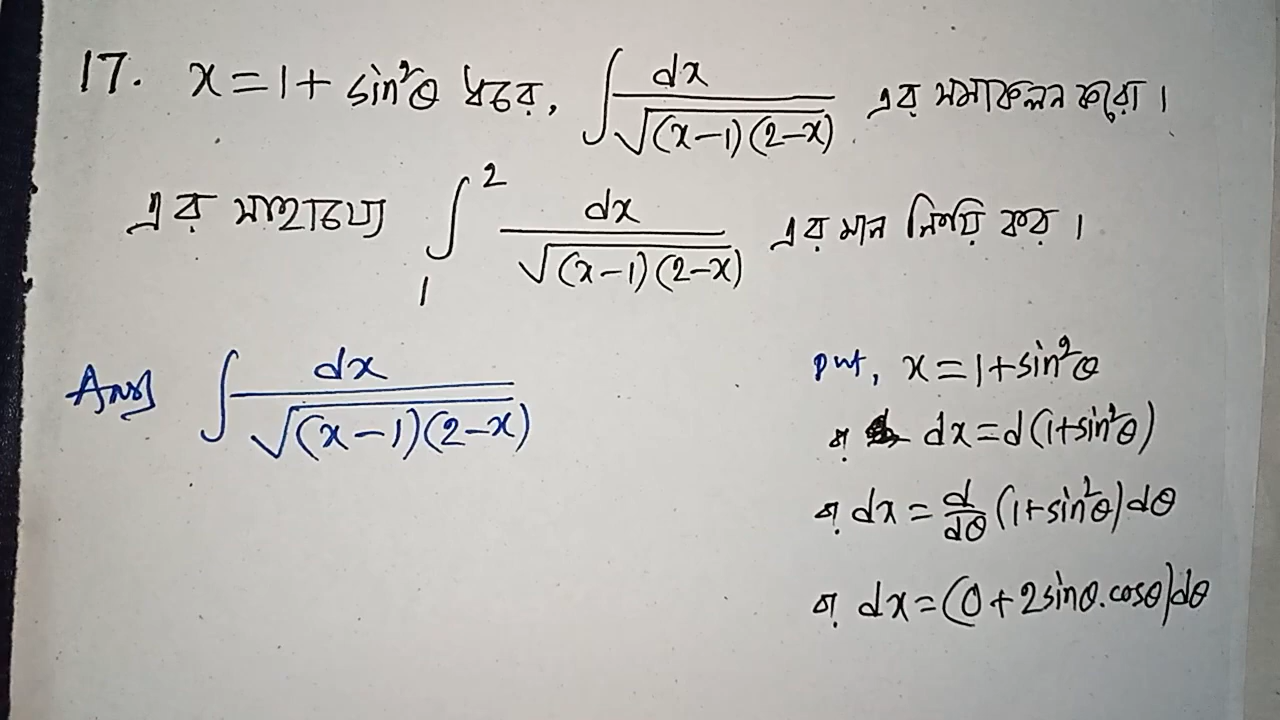 17. x = 1 + sin²θ ধরে, ∫ dx / √(x-1)(2-x) এর সমাকলন করো।
এর সাহায্যে ∫₁² dx / √(x-1)(2-x) এর মান নির্ণয় কর।
Ans ∫ dx / √(x-1)(2-x)
put, x = 1 + sin²θ
বা, dx = d(1+sin²θ)
বা, dx = d/dθ (1+sin²θ)dθ
বা, dx = (0 + 2sinθ.cosθ)dθ